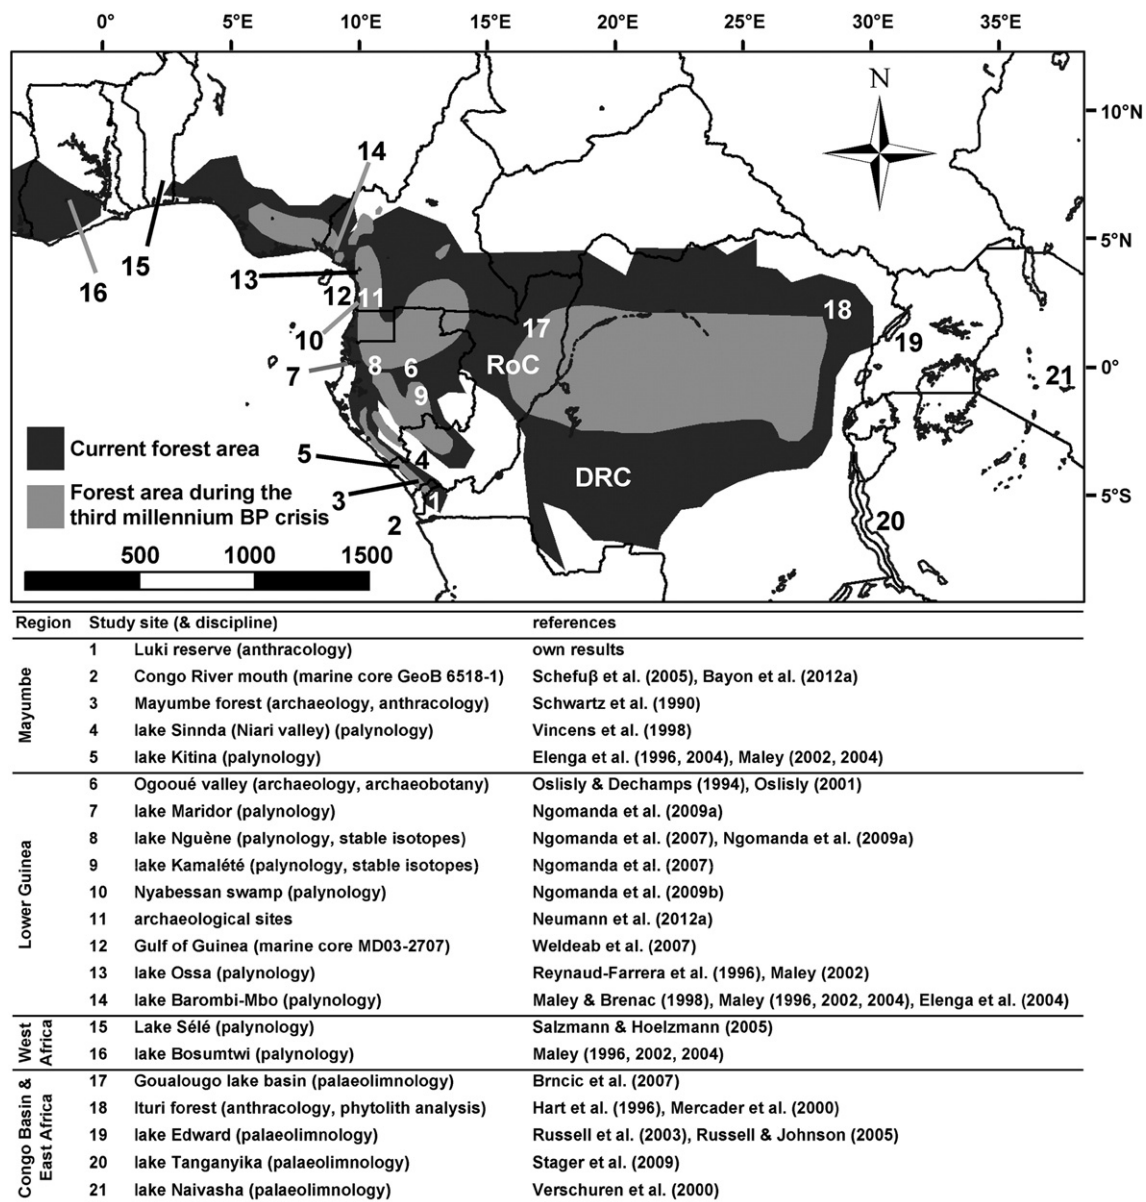 0° 5°E 10°E 15°E 20°E 25°E 30°E 35°E
N
10°N
14
5°N
15
13
16
12 11
18
10
17
19
7 8 6 RoC
0°
21
9
Current forest area
5 4
DRC
Forest area during the
third millennium BP crisis
3 1
5°S
2
20
500 1000 1500
Region Study site (& discipline) references
Mayumbe
1 Luki reserve (anthracology) own results
2 Congo River mouth (marine core GeoB 6518-1) Schefuβ et al. (2005), Bayon et al. (2012a)
3 Mayumbe forest (archaeology, anthracology) Schwartz et al. (1990)
4 lake Sinnda (Niari valley) (palynology) Vincens et al. (1998)
5 lake Kitina (palynology) Elenga et al. (1996, 2004), Maley (2002, 2004)
Lower Guinea
6 Ogooué valley (archaeology, archaeobotany) Oslisly & Dechamps (1994), Oslisly (2001)
7 lake Maridor (palynology) Ngomanda et al. (2009a)
8 lake Nguène (palynology, stable isotopes) Ngomanda et al. (2007), Ngomanda et al. (2009a)
9 lake Kamalété (palynology, stable isotopes) Ngomanda et al. (2007)
10 Nyabessan swamp (palynology) Ngomanda et al. (2009b)
11 archaeological sites Neumann et al. (2012a)
12 Gulf of Guinea (marine core MD03-2707) Weldeab et al. (2007)
13 lake Ossa (palynology) Reynaud-Farrera et al. (1996), Maley (2002)
14 lake Barombi-Mbo (palynology) Maley & Brenac (1998), Maley (1996, 2002, 2004), Elenga et al. (2004)
West
Africa
15 Lake Sélé (palynology) Salzmann & Hoelzmann (2005)
16 lake Bosumtwi (palynology) Maley (1996, 2002, 2004)
Congo Basin &
East Africa
17 Goualougo lake basin (palaeolimnology) Brncic et al. (2007)
18 Ituri forest (anthracology, phytolith analysis) Hart et al. (1996), Mercader et al. (2000)
19 lake Edward (palaeolimnology) Russell et al. (2003), Russell & Johnson (2005)
20 lake Tanganyika (palaeolimnology) Stager et al. (2009)
21 lake Naivasha (palaeolimnology) Verschuren et al. (2000)